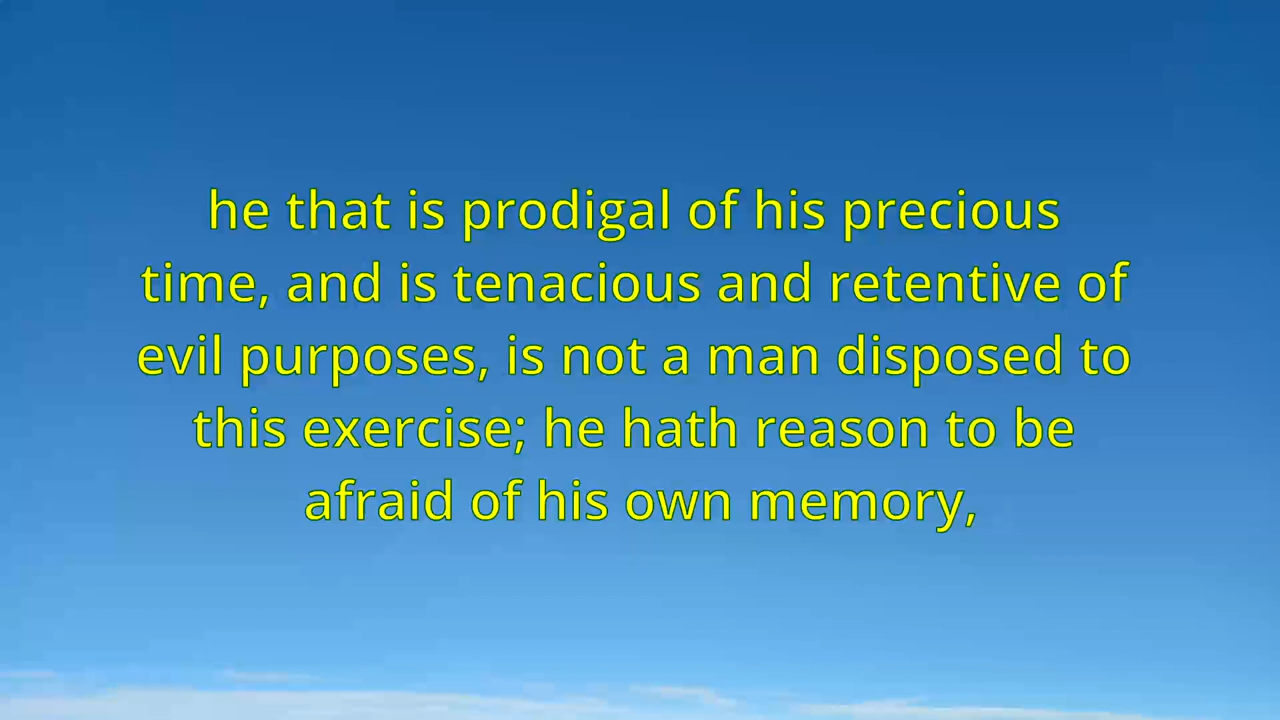 he that is prodigal of his precious
time, and is tenacious and retentive of
evil purposes, is not a man disposed to
this exercise; he hath reason to be
afraid of his own memory,